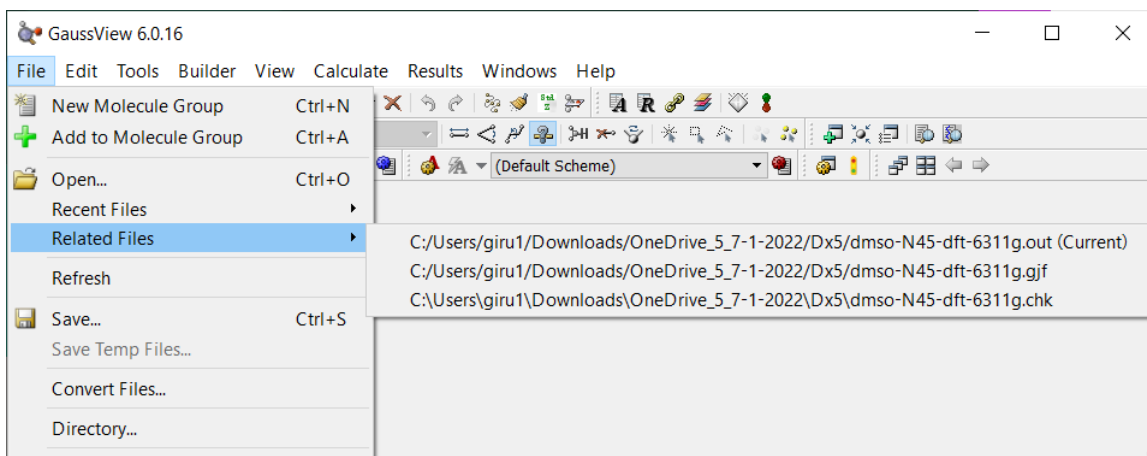 GaussView 6.0.16
File Edit Tools Builder View Calculate Results Windows Help
New Molecule Group Ctrl+N
Add to Molecule Group Ctrl+A
(Default Scheme)
Open... Ctrl+O
Recent Files
Related Files
C:/Users/giru1/Downloads/OneDrive_5_7-1-2022/Dx5/dmso-N45-dft-6311g.out (Current)
C:/Users/giru1/Downloads/OneDrive_5_7-1-2022/Dx5/dmso-N45-dft-6311g.gjf
C:\Users\giru1\Downloads\OneDrive_5_7-1-2022\Dx5\dmso-N45-dft-6311g.chk
Refresh
Save... Ctrl+S
Save Temp Files...
Convert Files...
Directory...